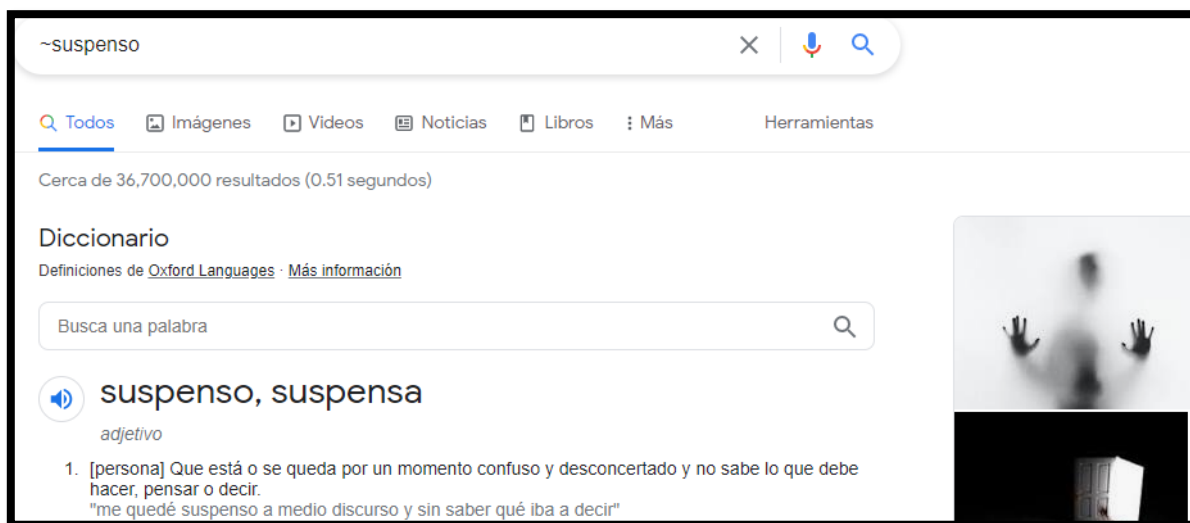 ~suspenso
Todos Imágenes Videos Noticias Libros Más Herramientas
Cerca de 36,700,000 resultados (0.51 segundos)
Diccionario
Definiciones de Oxford Languages · Más información
Busca una palabra
suspenso, suspensa
adjetivo
1. [persona] Que está o se queda por un momento confuso y desconcertado y no sabe lo que debe
hacer, pensar o decir.
"me quedé suspenso a medio discurso y sin saber qué iba a decir"